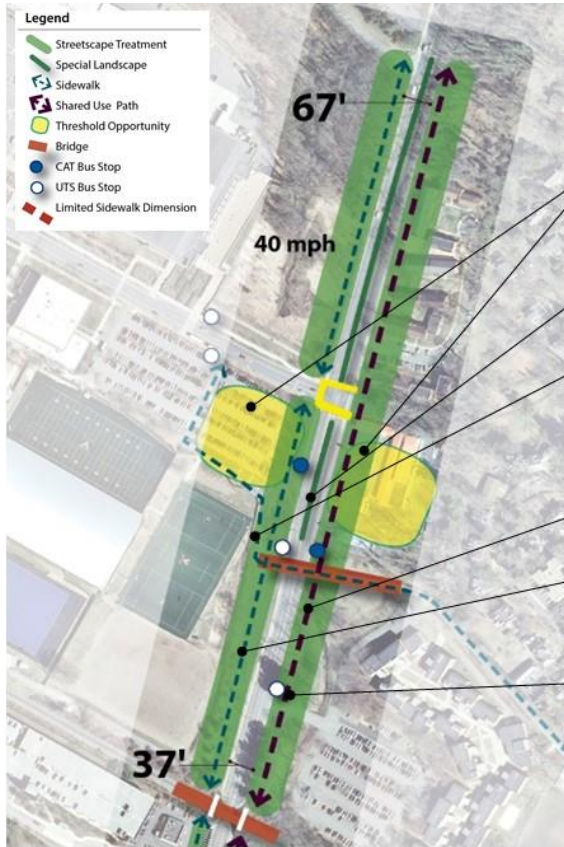 Legend
Streetscape Treatment
Special Landscape
Sidewalk
Shared Use Path
Threshold Opportunity
Bridge
CAT Bus Stop
UTS Bus Stop
Limited Sidewalk Dimension
67'
40 mph
37'